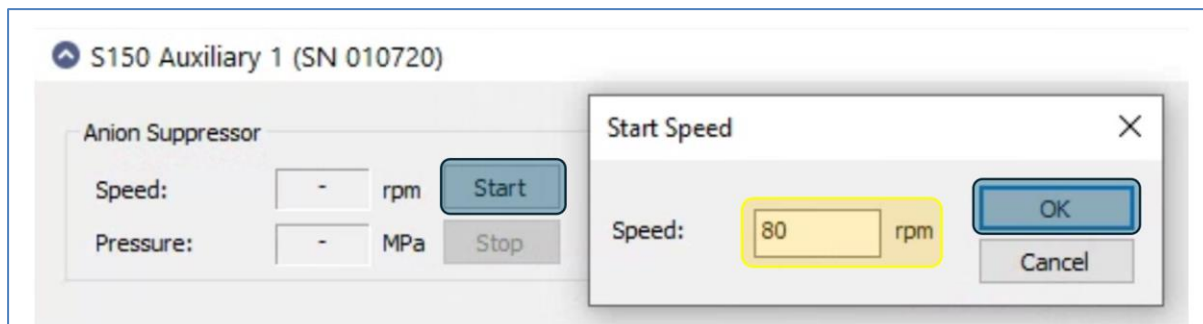 S150 Auxiliary 1 (SN 010720)
Anion Suppressor
Speed: - rpm Start
Pressure: - MPa Stop
Start Speed
Speed: 80 rpm
OK
Cancel